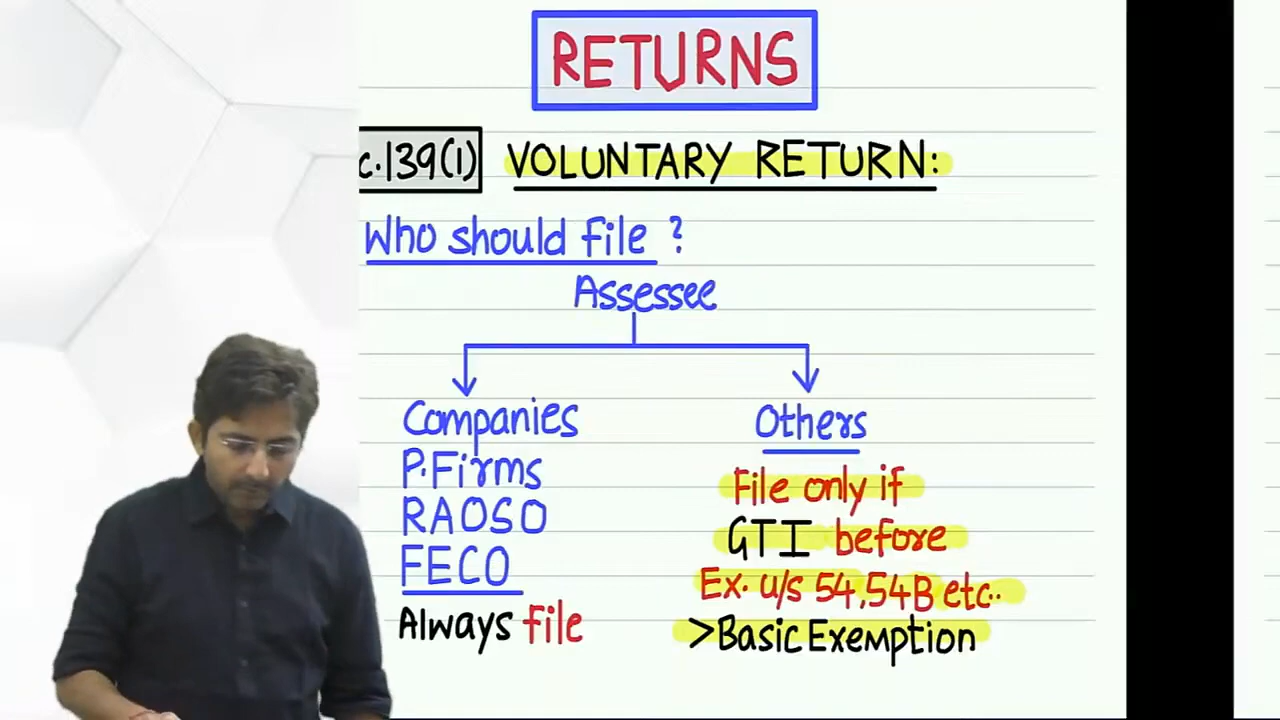 RETURNS
c.139(1) VOLUNTARY RETURN:
Who should file ?
Assessee
Companies
P.Firms
RAOSO
FECO
Always file
Others
File only if
GTI before
Ex. u/s 54,54B etc..
>Basic Exemption